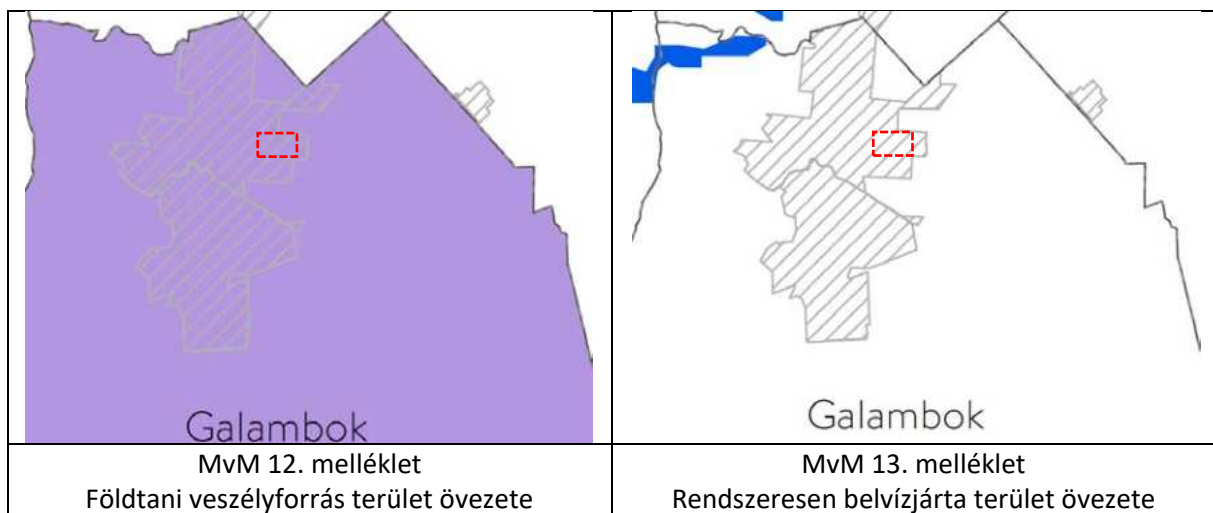 Galambok
Galambok
MvM 12. melléklet
Földtani veszélyforrás terület övezete
MvM 13. melléklet
Rendszeresen belvízjárta terület övezete